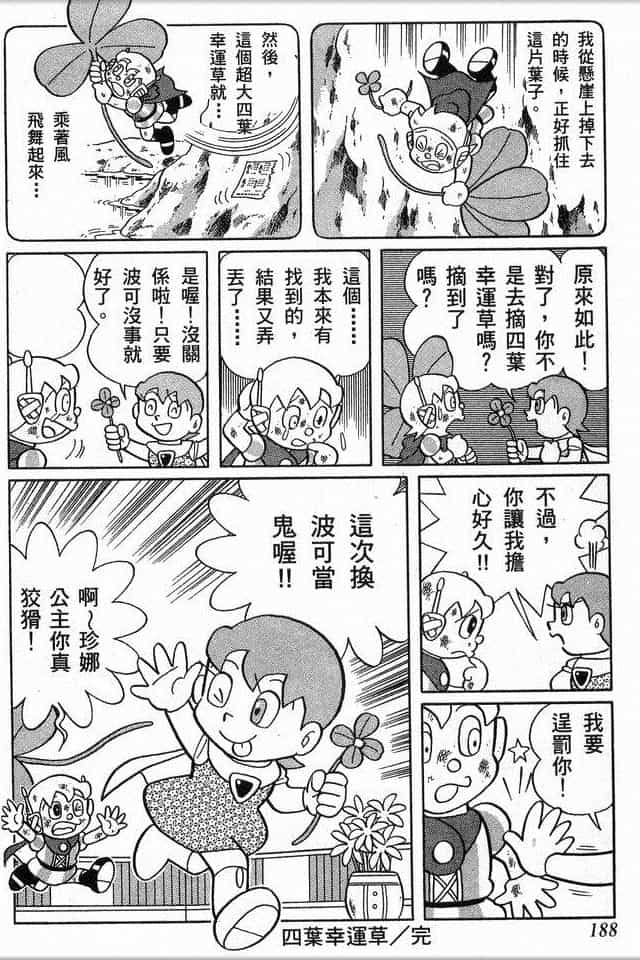 我從懸崖上掉下去
的時候，正好抓住
這片葉子。
然後，
這個超大四葉
幸運草就…
乘著風
飛舞起來…
原來如此！
對了，你不
是去摘四葉
幸運草嗎？
摘到了
嗎？
這個……
我本來有
找到的，
結果又弄
丟了……
是喔！沒關
係啦！只要
波可沒事就
好了。
不過，
你讓我擔
心好久!!
我要
逞罰你！
這次換
波可當
鬼喔!!
啊～珍娜
公主你真
狡猾！
四葉幸運草／完
188